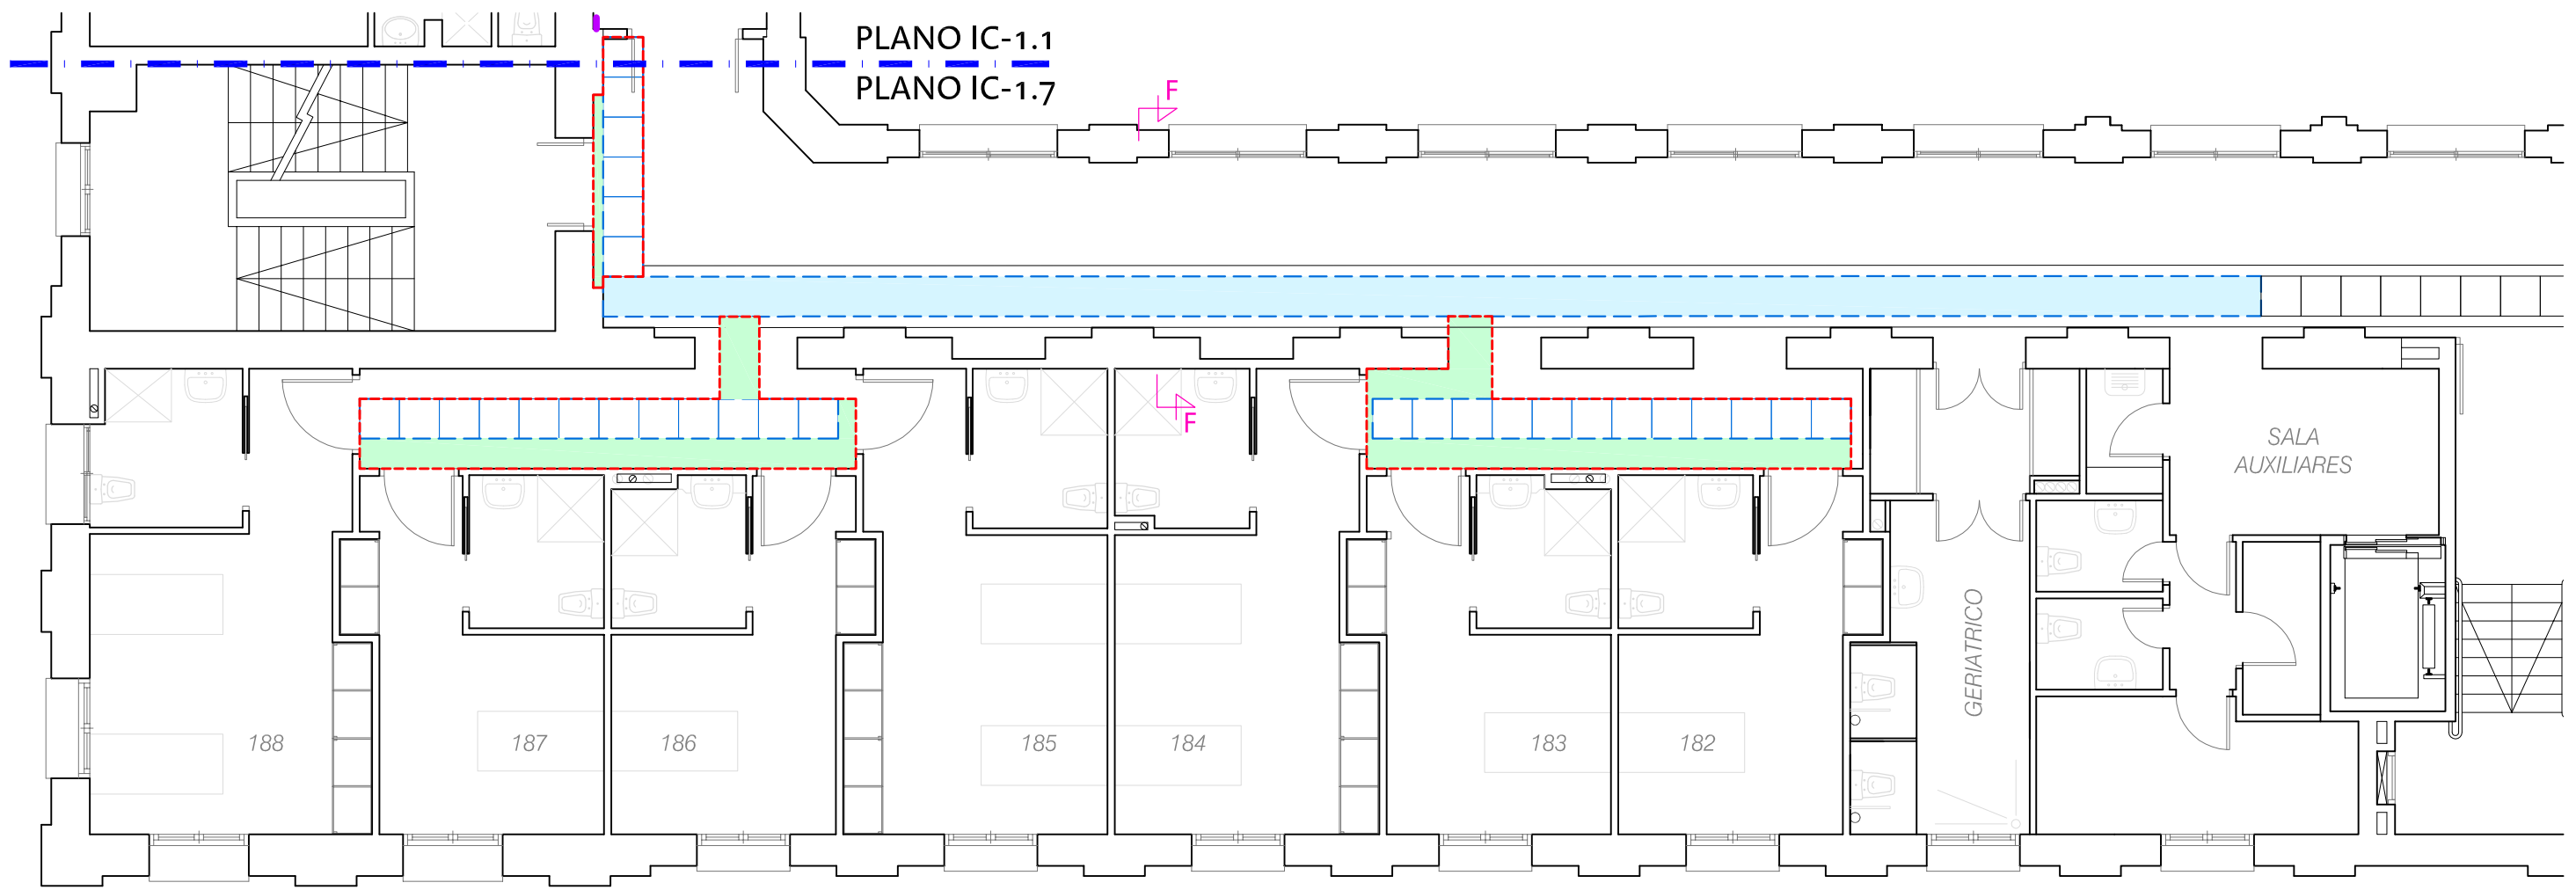 PLANO IC-1.1
PLANO IC-1.7
F
F
SALA
AUXILIARES
GERIATRICO
188
187
186
185
184
183
182